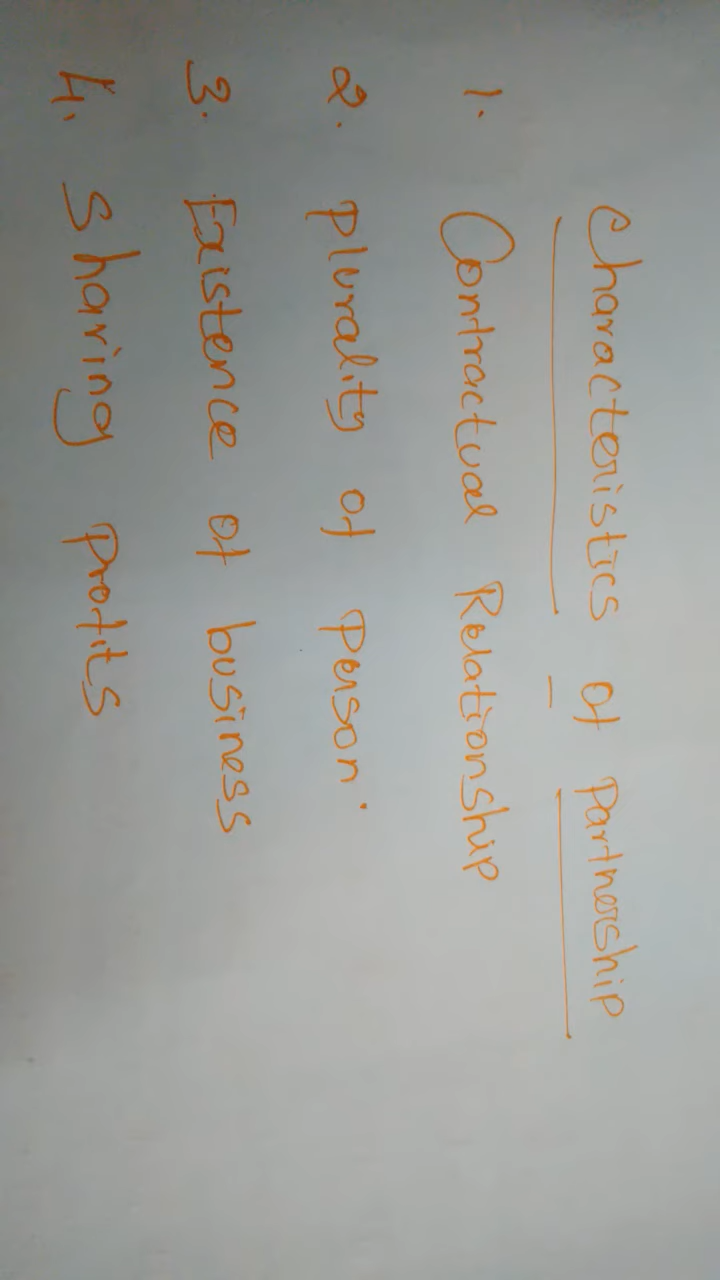 Characteristics of Partnership
1. Contractual Relationship
2. Plurality of Person.
3. Existence of business
4. Sharing Profits